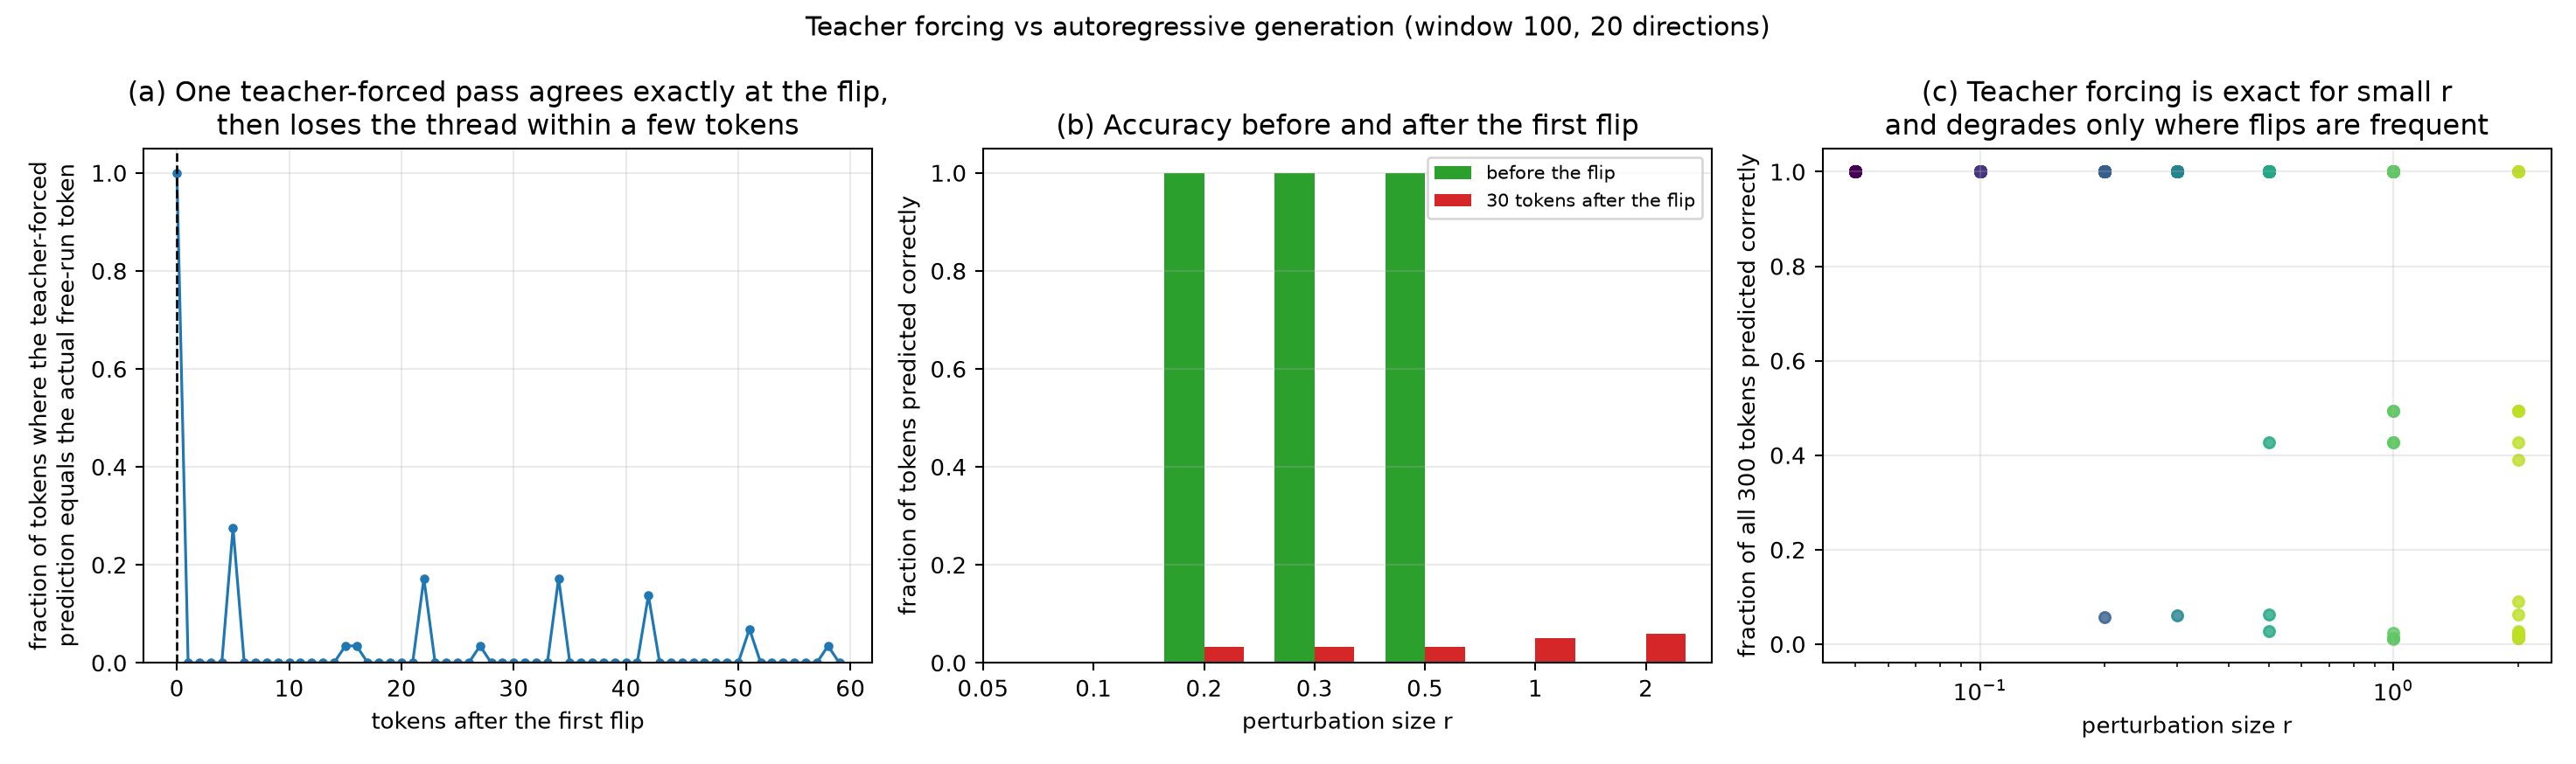 Teacher forcing vs autoregressive generation (window 100, 20 directions)
(a) One teacher-forced pass agrees exactly at the flip,
then loses the thread within a few tokens
fraction of tokens where the teacher-forced
prediction equals the actual free-run token
1.0
0.8
0.6
0.4
0.2
0.0
0 10 20 30 40 50 60
tokens after the first flip
(b) Accuracy before and after the first flip
fraction of tokens predicted correctly
1.0
0.8
0.6
0.4
0.2
0.0
before the flip
30 tokens after the flip
0.05 0.1 0.2 0.3 0.5 1 2
perturbation size r
(c) Teacher forcing is exact for small r
and degrades only where flips are frequent
fraction of all 300 tokens predicted correctly
1.0
0.8
0.6
0.4
0.2
0.0
10⁻¹ 10⁰
perturbation size r